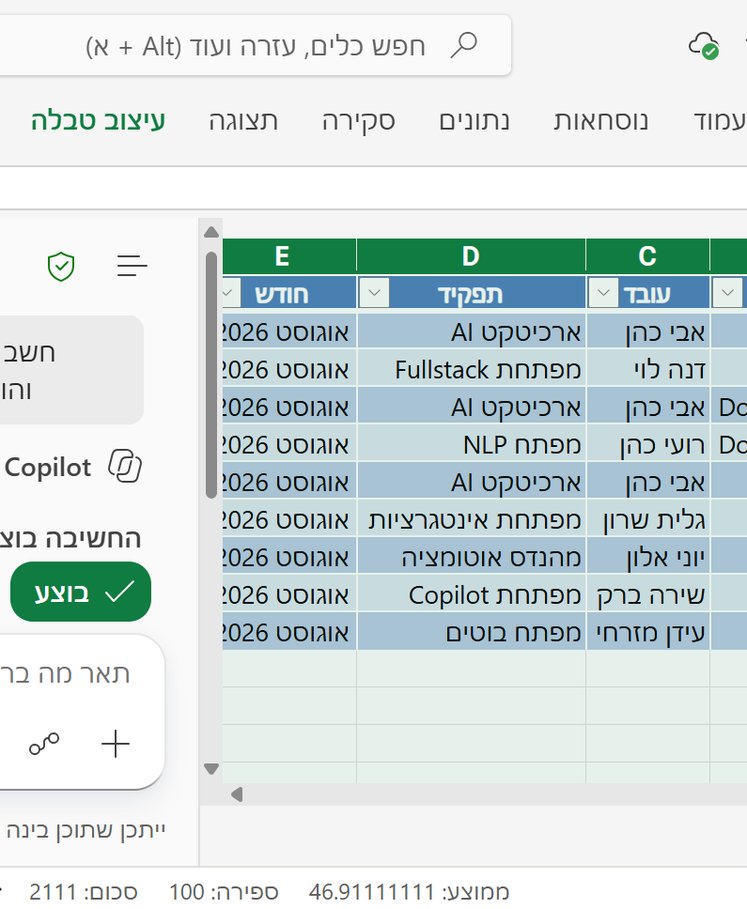 חפש כלים, עזרה ועוד (Alt + א)
עמוד נוסחאות נתונים סקירה תצוגה עיצוב טבלה
C D E
עובד תפקיד חודש
אבי כהן ארכיטקט AI אוגוסט 2026
דנה לוי מפתחת Fullstack אוגוסט 2026
Do אבי כהן ארכיטקט AI אוגוסט 2026
Do רועי כהן מפתח NLP אוגוסט 2026
אבי כהן ארכיטקט AI אוגוסט 2026
גלית שרון מפתחת אינטגרציות אוגוסט 2026
יוני אלון מהנדס אוטומציה אוגוסט 2026
שירה ברק מפתחת Copilot אוגוסט 2026
עידן מזרחי מפתח בוטים אוגוסט 2026
חשב
והו
Copilot
החשיבה בוצ
בוצע
תאר מה בר
ייתכן שתוכן בינה
ממוצע: 46.91111111 ספירה: 100 סכום: 2111